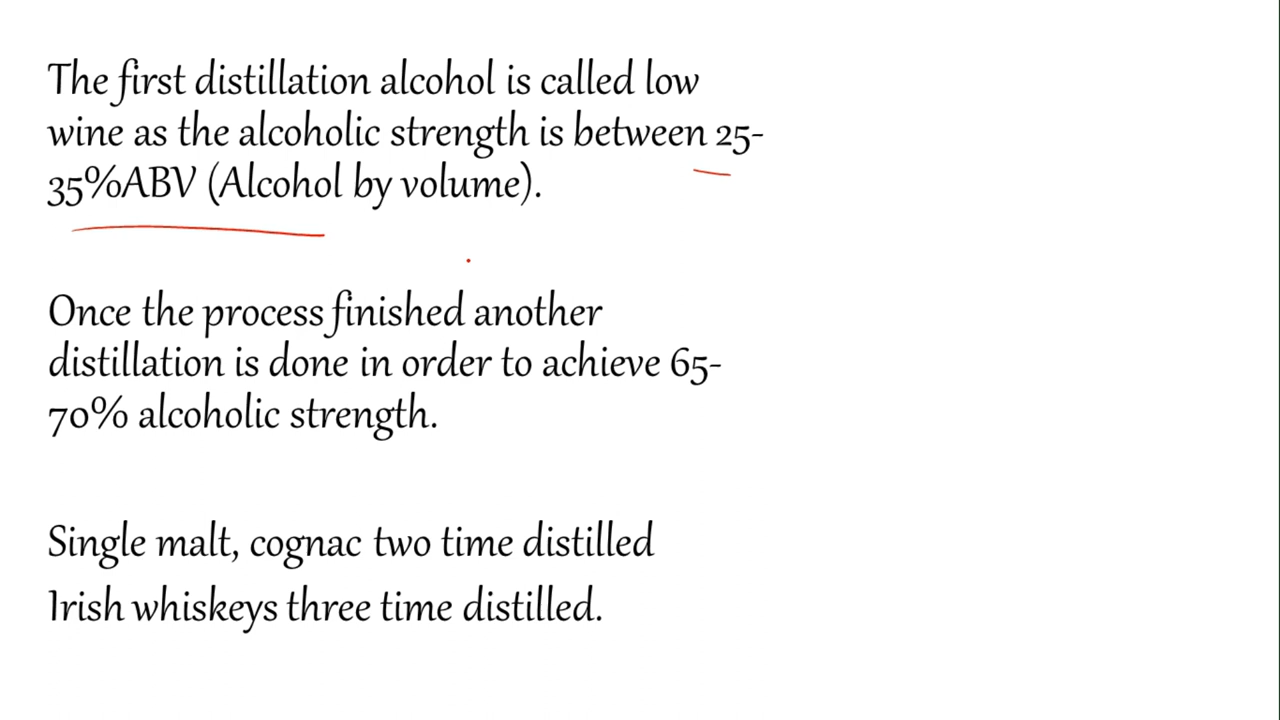 The first distillation alcohol is called low
wine as the alcoholic strength is between 25-
35%ABV (Alcohol by volume).
Once the process finished another
distillation is done in order to achieve 65-
70% alcoholic strength.
Single malt, cognac two time distilled
Irish whiskeys three time distilled.